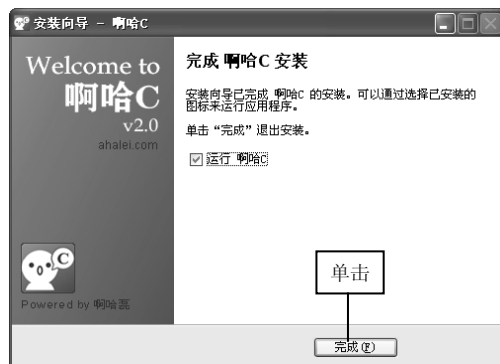 安装向导 - 啊哈C
Welcome to
啊哈C
v2.0
ahalei.com
完成 啊哈C 安装
安装向导已完成 啊哈C 的安装。可以通过选择已安装的
图标来运行应用程序。
单击“完成”退出安装。
运行 啊哈C
C
Powered by 啊哈磊
单击
完成(F)